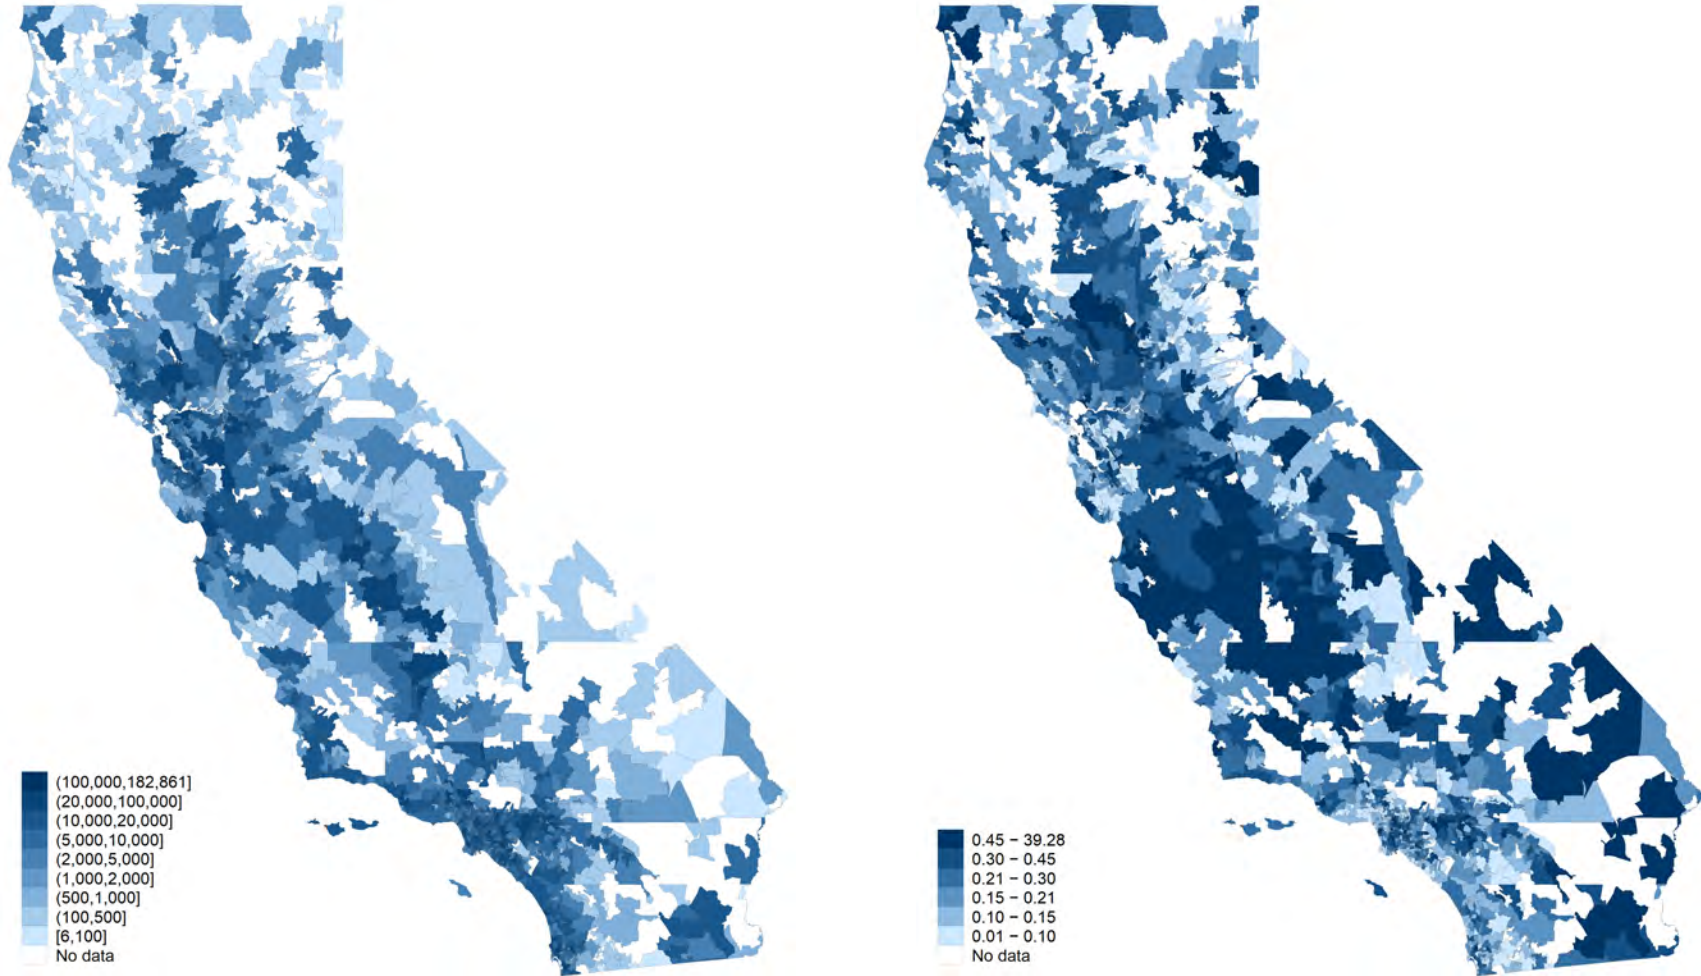 (100,000,182,861]
(20,000,100,000]
(10,000,20,000]
(5,000,10,000]
(2,000,5,000]
(1,000,2,000]
(500,1,000]
(100,500]
[6,100]
No data
0.45 − 39.28
0.30 − 0.45
0.21 − 0.30
0.15 − 0.21
0.10 − 0.15
0.01 − 0.10
No data